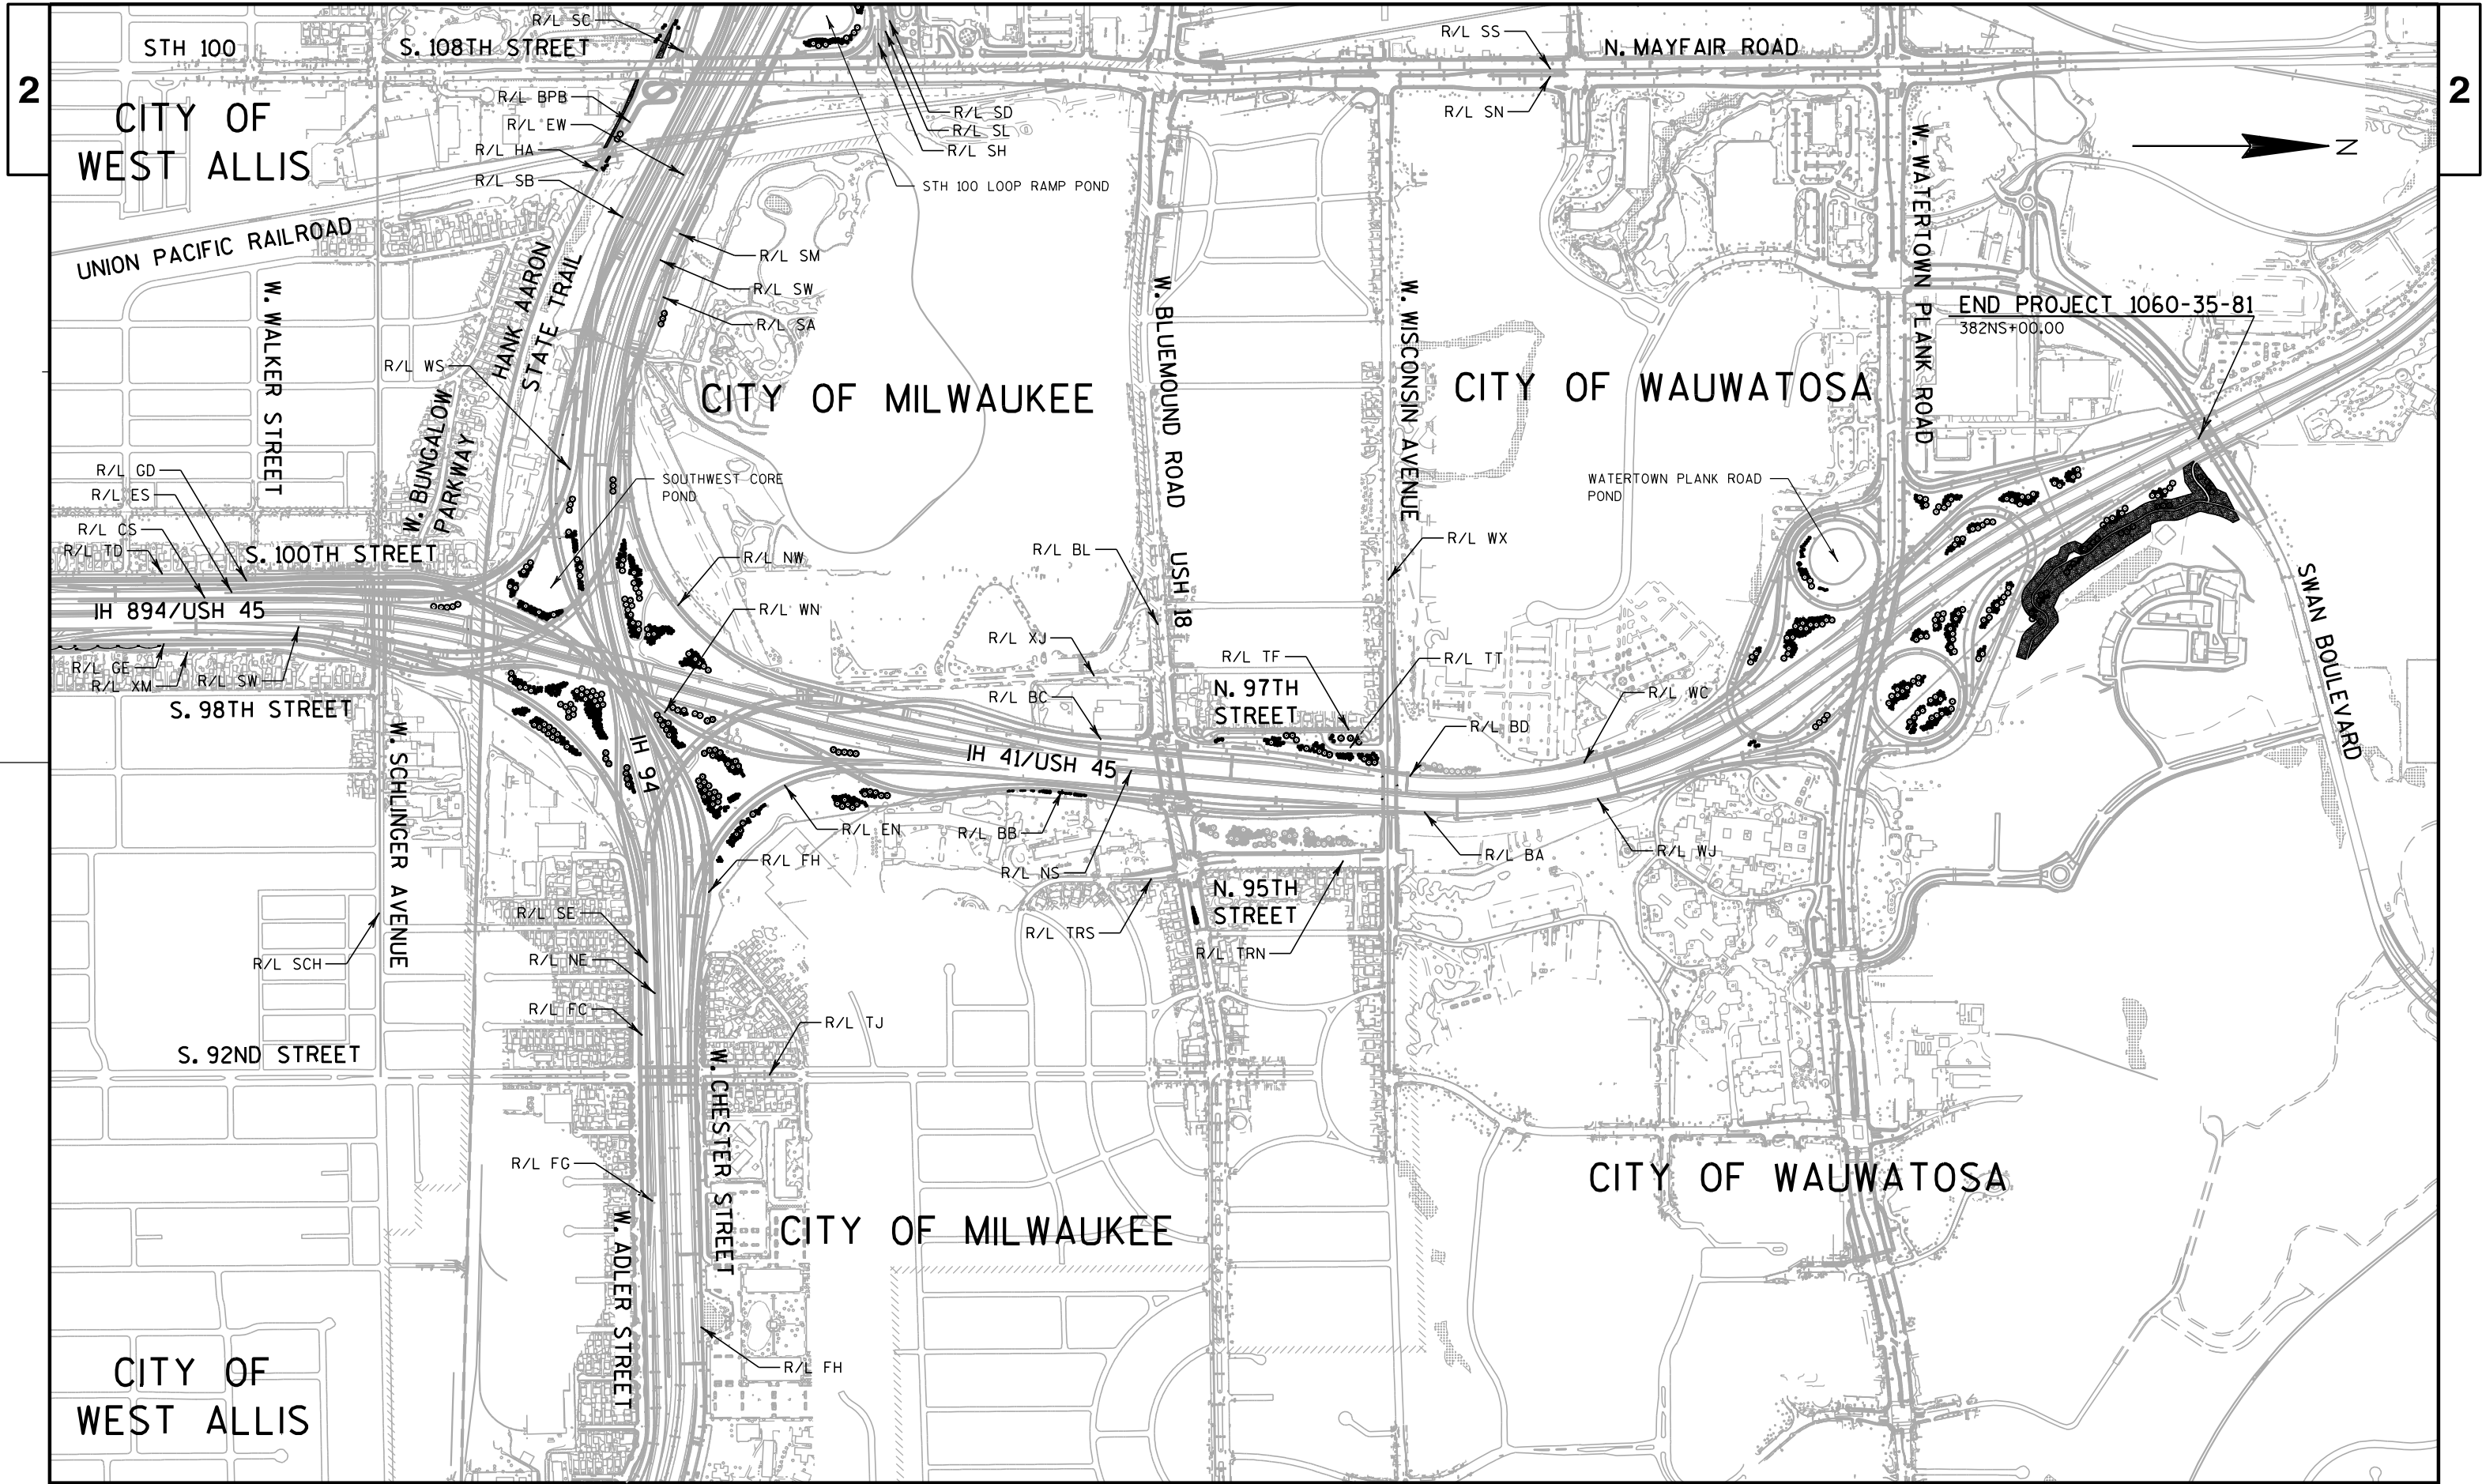 2
2
STH 100
S. 108TH STREET
R/L SC
CITY OF
WEST ALLIS
R/L BPB
R/L EW
R/L HA
R/L SB
R/L SD
R/L SL
R/L SH
STH 100 LOOP RAMP POND
R/L SS
N. MAYFAIR ROAD
R/L SN
N
UNION PACIFIC RAILROAD
W. WALKER STREET
HANK AARON
STATE TRAIL
R/L SM
R/L SW
R/L SA
R/L WS
W. BUNGALOW
PARKWAY
CITY OF MILWAUKEE
W. BLUEMOUND ROAD
USH 18
W. WISCONSIN AVENUE
CITY OF WAUWATOSA
W. WATERTOWN PLANK ROAD
END PROJECT 1060-35-81
382NS+00.00
R/L GD
R/L ES
R/L CS
R/L TD
S. 100TH STREET
SOUTHWEST CORE
POND
WATERTOWN PLANK ROAD
POND
R/L NW
R/L BL
R/L WX
SWAN BOULEVARD
IH 894/USH 45
R/L WN
R/L XJ
R/L GE
R/L XM
R/L SW
R/L TF
R/L TT
S. 98TH STREET
R/L BC
N. 97TH
STREET
R/L WC
R/L BD
W. SCHLINGER AVENUE
IH 94
IH 41/USH 45
R/L EN
R/L BB
R/L FH
R/L NS
R/L BA
R/L WJ
N. 95TH
STREET
R/L SE
R/L TRS
R/L TRN
R/L SCH
R/L NE
R/L FC
R/L TJ
S. 92ND STREET
W. CHESTER STREET
R/L FG
CITY OF WAUWATOSA
W. ADLER STREET
CITY OF MILWAUKEE
R/L FH
CITY OF
WEST ALLIS